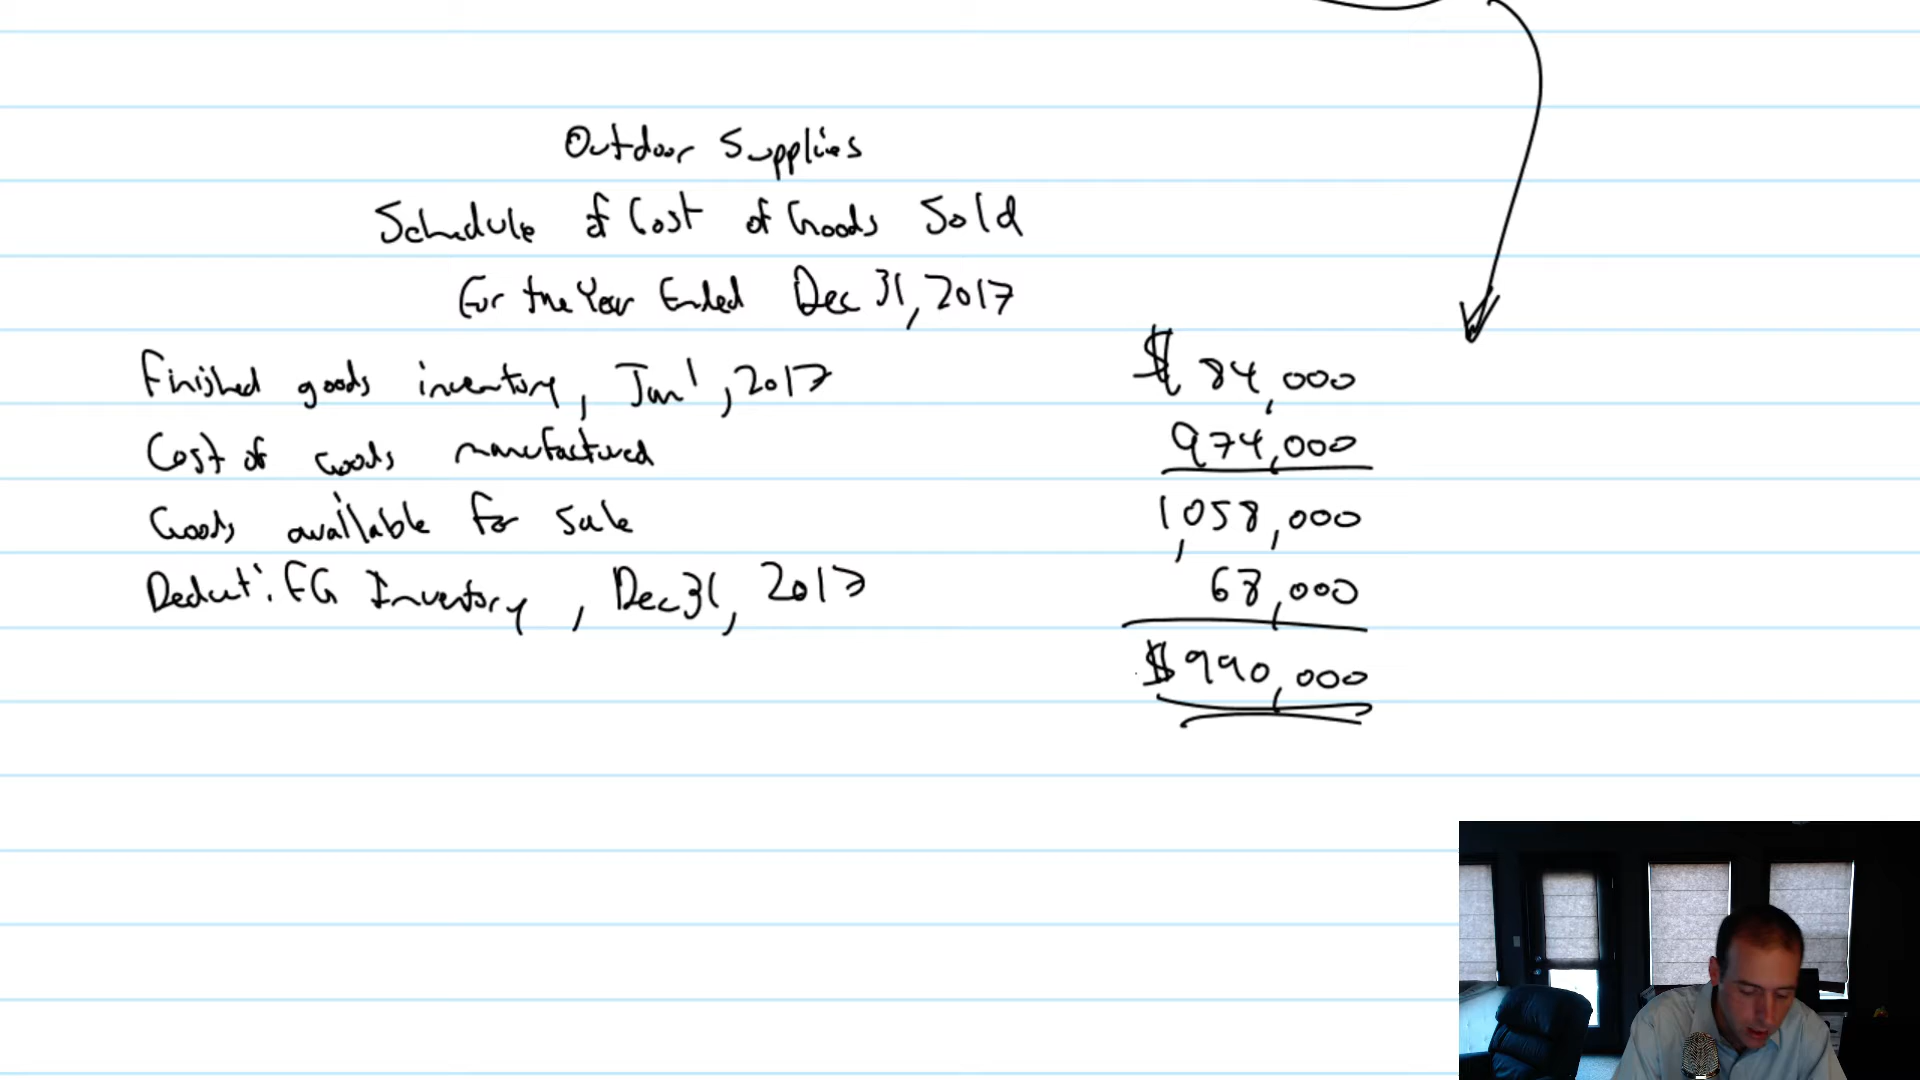 Outdoor Supplies
Schedule of Cost of Goods Sold
For the Year Ended Dec 31, 2017
Finished goods inventory, Jan 1, 2017 $ 84,000
Cost of Goods manufactured 974,000
Goods available for sale 1,058,000
Deduct: FG Inventory, Dec 31, 2017 68,000
$990,000